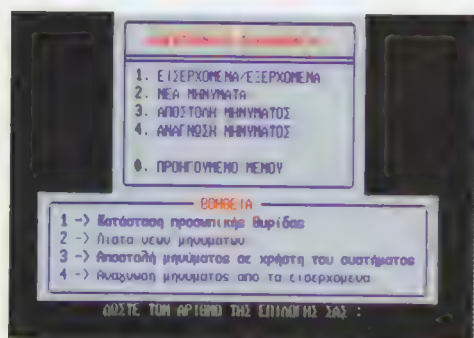 1. ΕΙΣΕΡΧΟΜΕΝΑ/ΕΞΕΡΧΟΜΕΝΑ
2. ΝΕΑ ΜΗΝΥΜΑΤΑ
3. ΑΠΟΣΤΟΛΗ ΜΗΝΥΜΑΤΟΣ
4. ΑΝΑΓΝΩΣΗ ΜΗΝΥΜΑΤΟΣ
0. ΠΡΟΗΓΟΥΜΕΝΟ ΜΕΝΟΥ
ΒΟΗΘΕΙΑ
1 -> Κατάσταση προσωπικής θυρίδας
2 -> Λίστα νέων μηνυμάτων
3 -> Αποστολή μηνύματος σε χρήστη του συστήματος
4 -> Ανάγνωση μηνύματος από τα εισερχόμενα
ΔΩΣΤΕ ΤΟΝ ΑΡΙΘΜΟ ΤΗΣ ΕΠΙΛΟΓΗΣ ΣΑΣ :